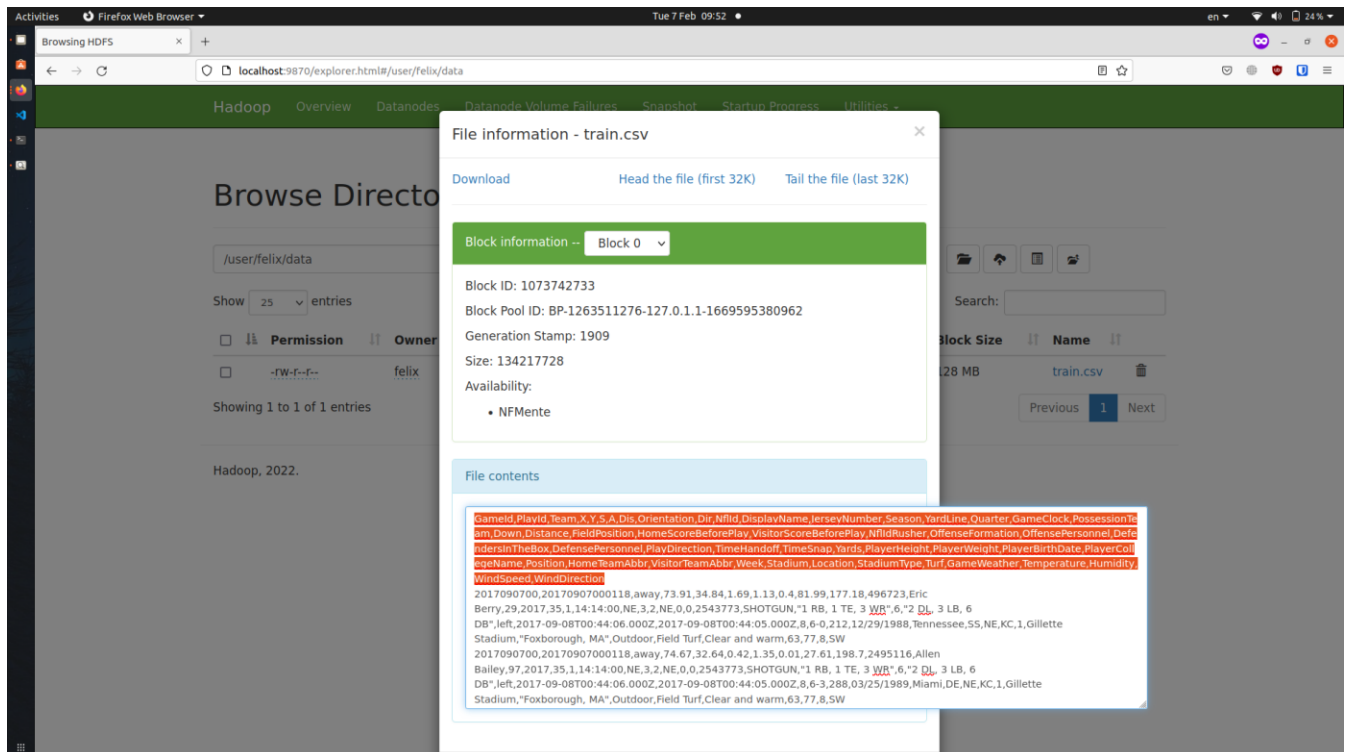 Activities Firefox Web Browser Tue 7 Feb 09:52 en 24 %
Browsing HDFS
localhost:9870/explorer.html#/user/felix/data
Hadoop Overview Datanodes Datanode Volume Failures Snapshot Startup Progress Utilities
File information - train.csv
Download Head the file (first 32K) Tail the file (last 32K)
Browse Directo
Block information -- Block 0
/user/felix/data
Block ID: 1073742733
Block Pool ID: BP-1263511276-127.0.1.1-1669595380962
Show 25 entries Search:
Generation Stamp: 1909
Permission Owner Block Size Name
Size: 134217728
-rw-r--r-- felix 128 MB train.csv
Availability:
Showing 1 to 1 of 1 entries Previous 1 Next
• NFMente
Hadoop, 2022.
File contents
GameId,PlayId,Team,X,Y,S,A,Dis,Orientation,Dir,NflId,DisplayName,JerseyNumber,Season,YardLine,Quarter,GameClock,PossessionTe
am,Down,Distance,FieldPosition,HomeScoreBeforePlay,VisitorScoreBeforePlay,NflIdRusher,OffenseFormation,OffensePersonnel,Defe
ndersInTheBox,DefensePersonnel,PlayDirection,TimeHandoff,TimeSnap,Yards,PlayerHeight,PlayerWeight,PlayerBirthDate,PlayerColl
egeName,Position,HomeTeamAbbr,VisitorTeamAbbr,Week,Stadium,Location,StadiumType,Turf,GameWeather,Temperature,Humidity,
WindSpeed,WindDirection
2017090700,20170907000118,away,73.91,34.84,1.69,1.13,0.4,81.99,177.18,496723,Eric
Berry,29,2017,35,1,14:14:00,NE,3,2,NE,0,0,2543773,SHOTGUN,"1 RB, 1 TE, 3 WR",6,"2 DL, 3 LB, 6
DB",left,2017-09-08T00:44:06.000Z,2017-09-08T00:44:05.000Z,8,6-0,212,12/29/1988,Tennessee,SS,NE,KC,1,Gillette
Stadium,"Foxborough, MA",Outdoor,Field Turf,Clear and warm,63,77,8,SW
2017090700,20170907000118,away,74.67,32.64,0.42,1.35,0.01,27.61,198.7,2495116,Allen
Bailey,97,2017,35,1,14:14:00,NE,3,2,NE,0,0,2543773,SHOTGUN,"1 RB, 1 TE, 3 WR",6,"2 DL, 3 LB, 6
DB",left,2017-09-08T00:44:06.000Z,2017-09-08T00:44:05.000Z,8,6-3,288,03/25/1989,Miami,DE,NE,KC,1,Gillette
Stadium,"Foxborough, MA",Outdoor,Field Turf,Clear and warm,63,77,8,SW